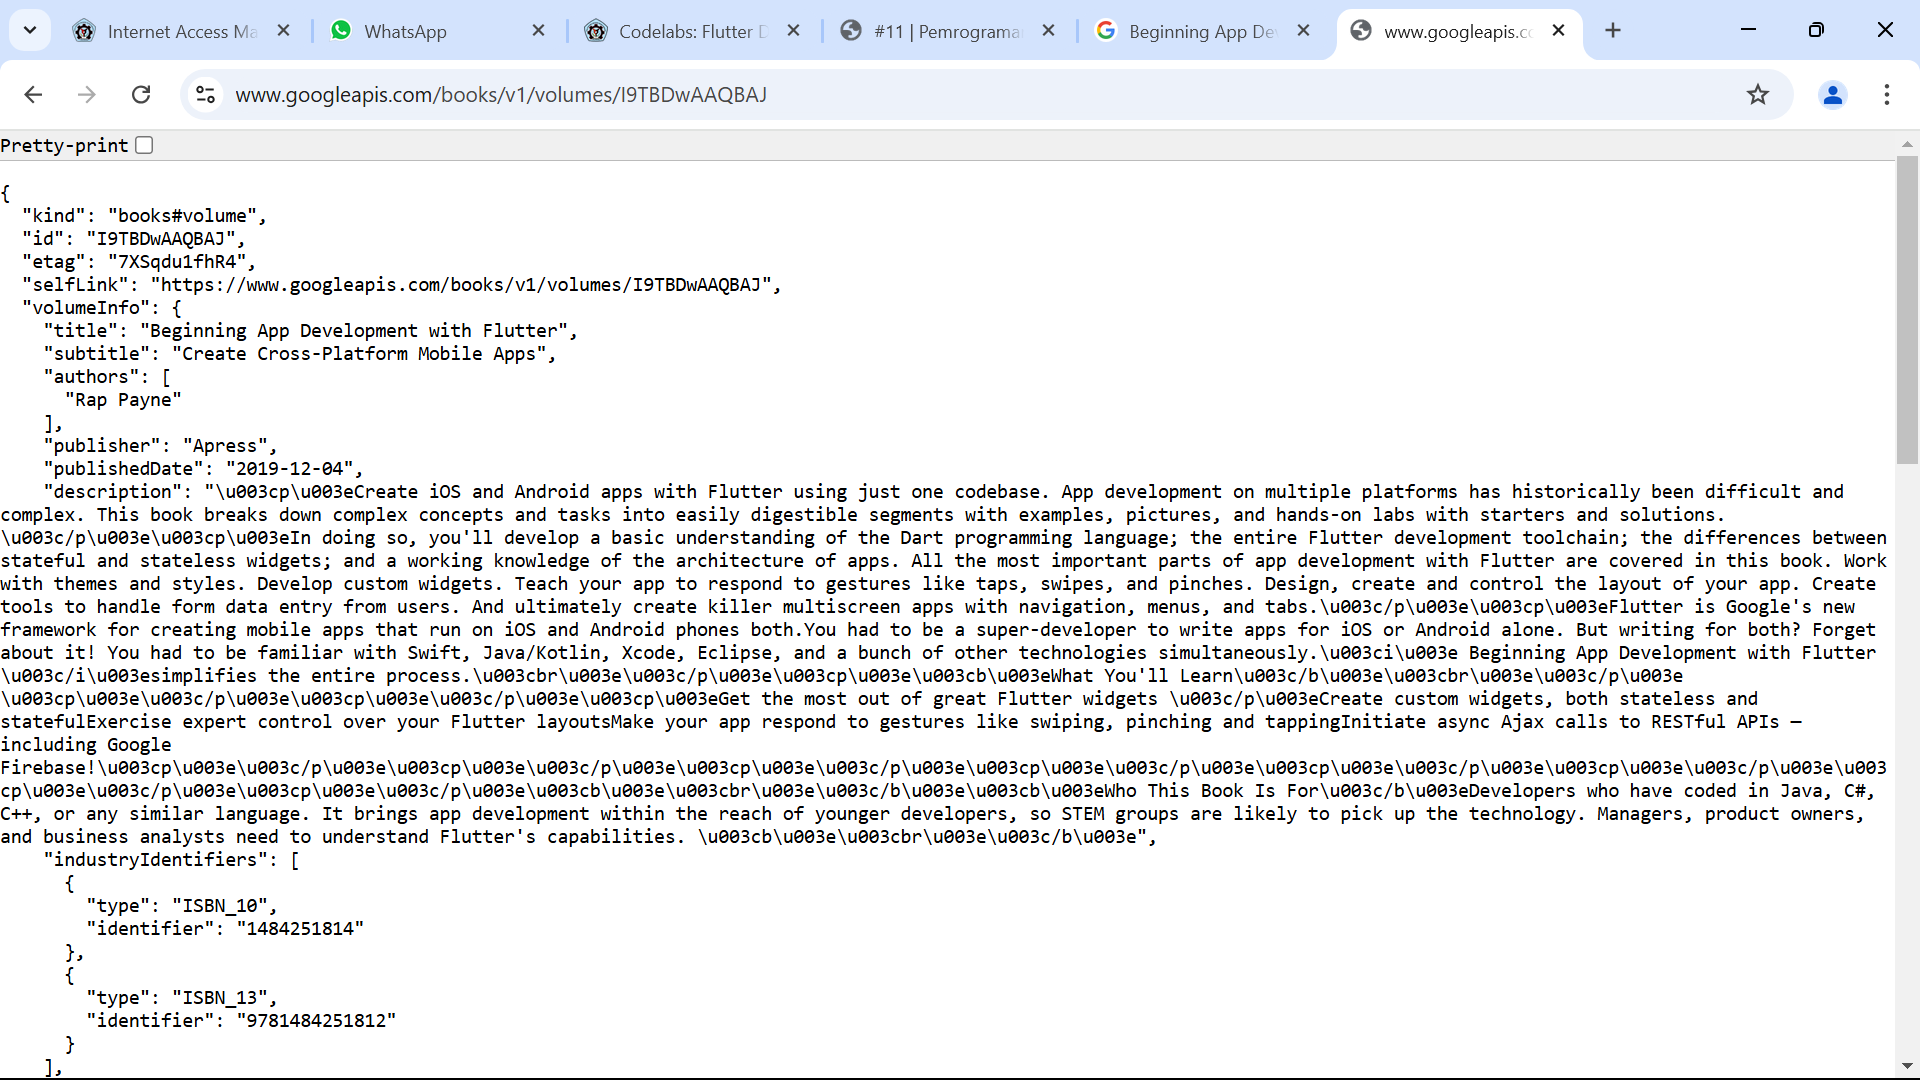 Internet Access Ma
WhatsApp
Codelabs: Flutter D
#11 | Pemrograma
Beginning App De
www.googleapis.co
www.googleapis.com/books/v1/volumes/I9TBDwAAQBAJ
Pretty-print
{
  "kind": "books#volume",
  "id": "I9TBDwAAQBAJ",
  "etag": "7XSqdu1fhR4",
  "selfLink": "https://www.googleapis.com/books/v1/volumes/I9TBDwAAQBAJ",
  "volumeInfo": {
    "title": "Beginning App Development with Flutter",
    "subtitle": "Create Cross-Platform Mobile Apps",
    "authors": [
      "Rap Payne"
    ],
    "publisher": "Apress",
    "publishedDate": "2019-12-04",
    "description": "\u003cp\u003eCreate iOS and Android apps with Flutter using just one codebase. App development on multiple platforms has historically been difficult and
complex. This book breaks down complex concepts and tasks into easily digestible segments with examples, pictures, and hands-on labs with starters and solutions.
\u003c/p\u003e\u003cp\u003eIn doing so, you'll develop a basic understanding of the Dart programming language; the entire Flutter development toolchain; the differences between
stateful and stateless widgets; and a working knowledge of the architecture of apps. All the most important parts of app development with Flutter are covered in this book. Work
with themes and styles. Develop custom widgets. Teach your app to respond to gestures like taps, swipes, and pinches. Design, create and control the layout of your app. Create
tools to handle form data entry from users. And ultimately create killer multiscreen apps with navigation, menus, and tabs.\u003c/p\u003e\u003cp\u003eFlutter is Google's new
framework for creating mobile apps that run on iOS and Android phones both.You had to be a super-developer to write apps for iOS or Android alone. But writing for both? Forget
about it! You had to be familiar with Swift, Java/Kotlin, Xcode, Eclipse, and a bunch of other technologies simultaneously.\u003ci\u003e Beginning App Development with Flutter
\u003c/i\u003esimplifies the entire process.\u003cbr\u003e\u003c/p\u003e\u003cp\u003e\u003cb\u003eWhat You'll Learn\u003c/b\u003e\u003cbr\u003e\u003c/p\u003e
\u003cp\u003e\u003c/p\u003e\u003cp\u003e\u003c/p\u003e\u003cp\u003eGet the most out of great Flutter widgets \u003c/p\u003eCreate custom widgets, both stateless and
statefulExercise expert control over your Flutter layoutsMake your app respond to gestures like swiping, pinching and tappingInitiate async Ajax calls to RESTful APIs —
including Google
Firebase!\u003cp\u003e\u003c/p\u003e\u003cp\u003e\u003c/p\u003e\u003cp\u003e\u003c/p\u003e\u003cp\u003e\u003c/p\u003e\u003cp\u003e\u003c/p\u003e\u003cp\u003e\u003c/p\u003e\u003
cp\u003e\u003c/p\u003e\u003cp\u003e\u003c/p\u003e\u003cb\u003e\u003cbr\u003e\u003c/b\u003e\u003cb\u003eWho This Book Is For\u003c/b\u003eDevelopers who have coded in Java, C#,
C++, or any similar language. It brings app development within the reach of younger developers, so STEM groups are likely to pick up the technology. Managers, product owners,
and business analysts need to understand Flutter's capabilities. \u003cb\u003e\u003cbr\u003e\u003c/b\u003e",
    "industryIdentifiers": [
      {
        "type": "ISBN_10",
        "identifier": "1484251814"
      },
      {
        "type": "ISBN_13",
        "identifier": "9781484251812"
      }
    ],